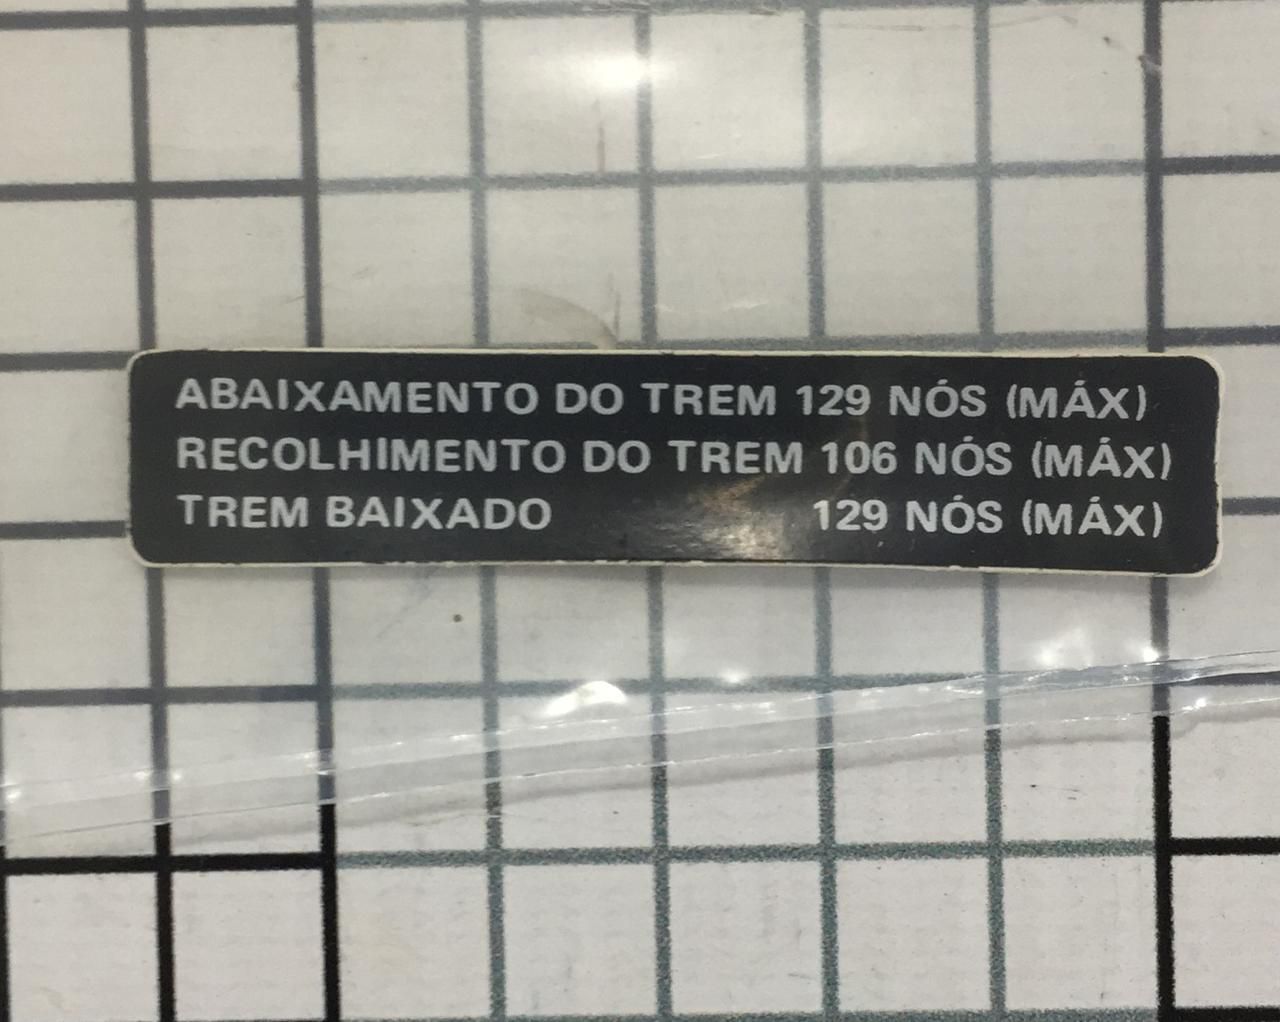 ABAIXAMENTO DO TREM 129 NÓS (MÁX)
RECOLHIMENTO DO TREM 106 NÓS (MÁX)
TREM BAIXADO 129 NÓS (MÁX)